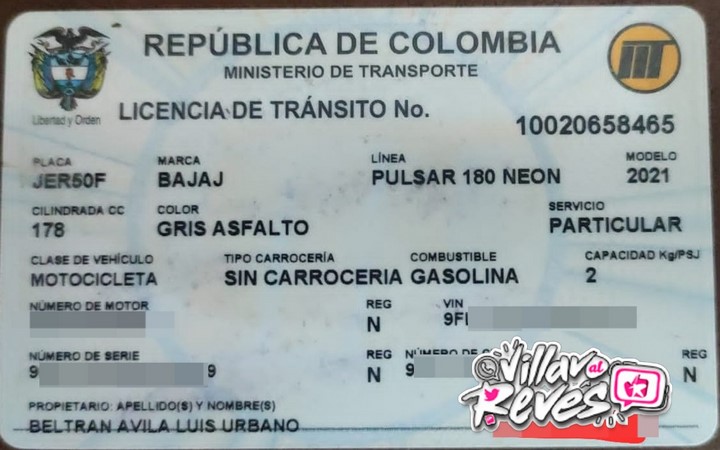 REPÚBLICA DE COLOMBIA
MINISTERIO DE TRANSPORTE
Libertad y Orden
LICENCIA DE TRÁNSITO No.
10020658465
PLACA MARCA LÍNEA MODELO
JER50F BAJAJ PULSAR 180 NEON 2021
CILINDRADA CC COLOR SERVICIO
178 GRIS ASFALTO PARTICULAR
CLASE DE VEHÍCULO TIPO CARROCERÍA COMBUSTIBLE CAPACIDAD Kg/PSJ
MOTOCICLETA SIN CARROCERIA GASOLINA 2
NÚMERO DE MOTOR REG VIN
N 9F
NÚMERO DE SERIE REG NÚMERO DE REG
9 9 N 9 N
Villavo al Revés
PROPIETARIO: APELLIDO(S) Y NOMBRE(S)
BELTRAN AVILA LUIS URBANO